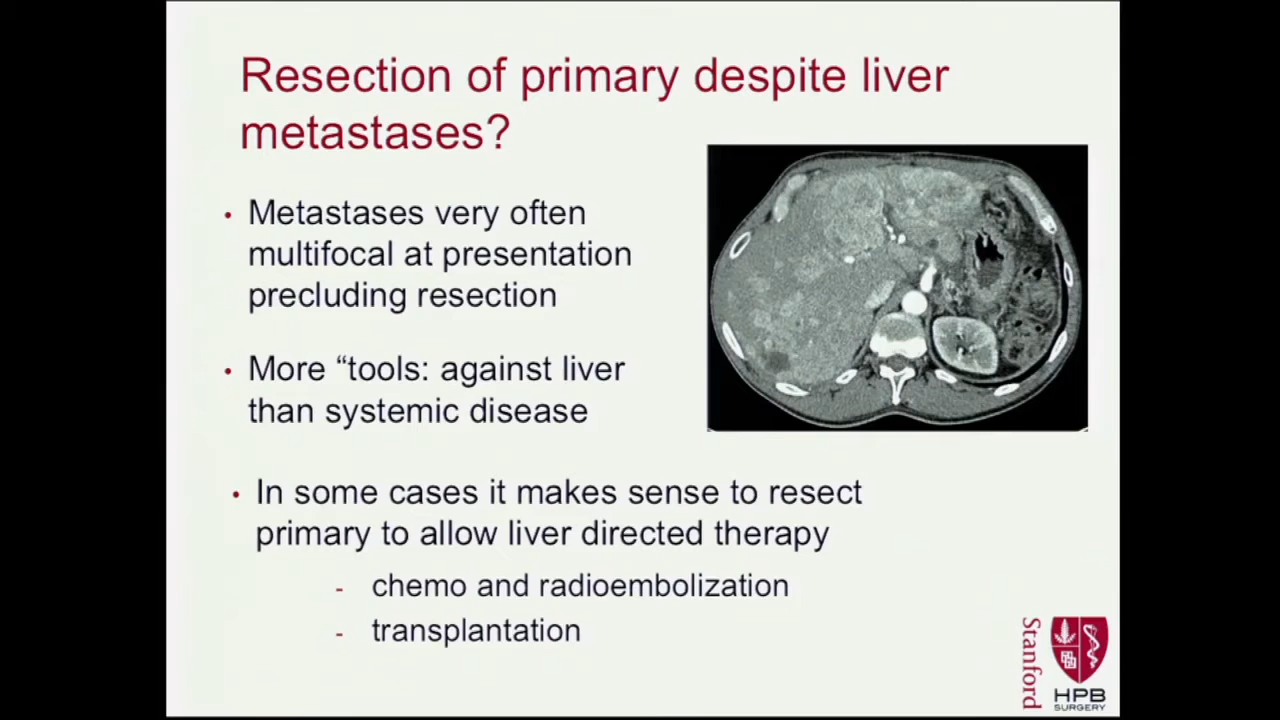 Resection of primary despite liver
metastases?
• Metastases very often
multifocal at presentation
precluding resection
• More “tools: against liver
than systemic disease
• In some cases it makes sense to resect
primary to allow liver directed therapy
- chemo and radioembolization
- transplantation
Stanford
HPB
SURGERY